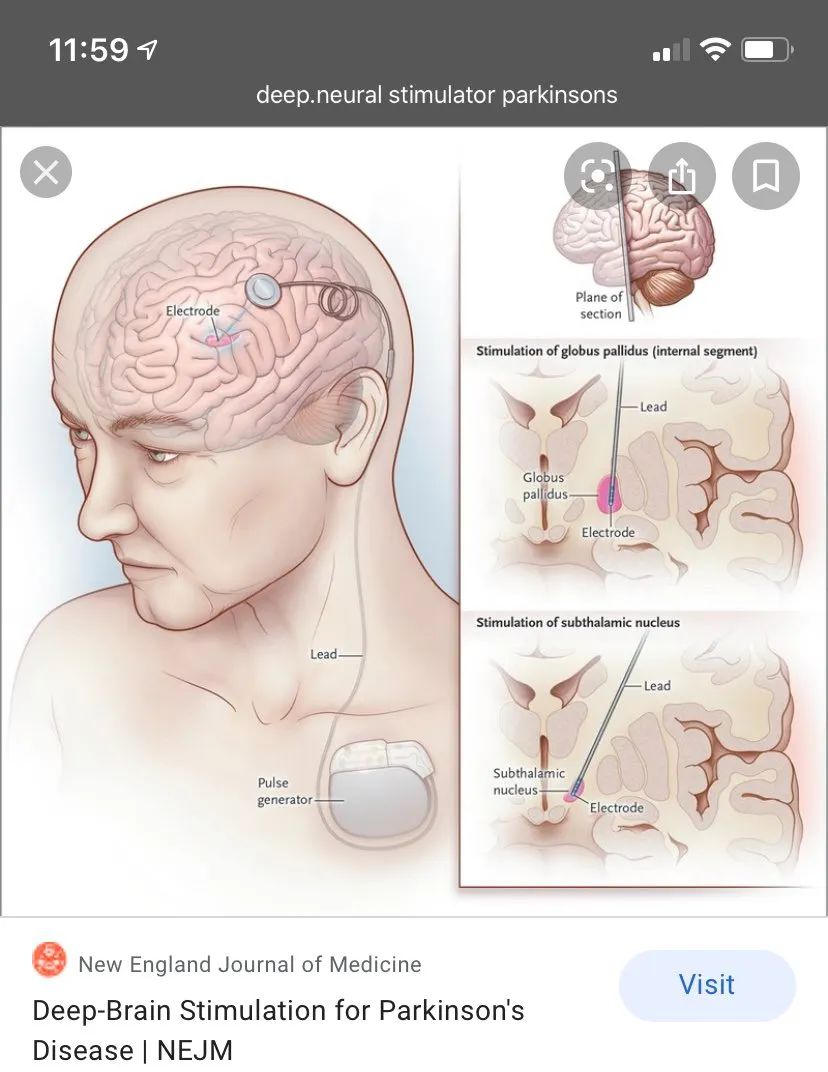 11:59
deep.neural stimulator parkinsons
Electrode
Lead
Pulse
generator
Plane of
section
Stimulation of globus pallidus (internal segment)
Lead
Globus
pallidus
Electrode
Stimulation of subthalamic nucleus
Lead
Subthalamic
nucleus
Electrode
New England Journal of Medicine
Visit
Deep-Brain Stimulation for Parkinson's
Disease | NEJM